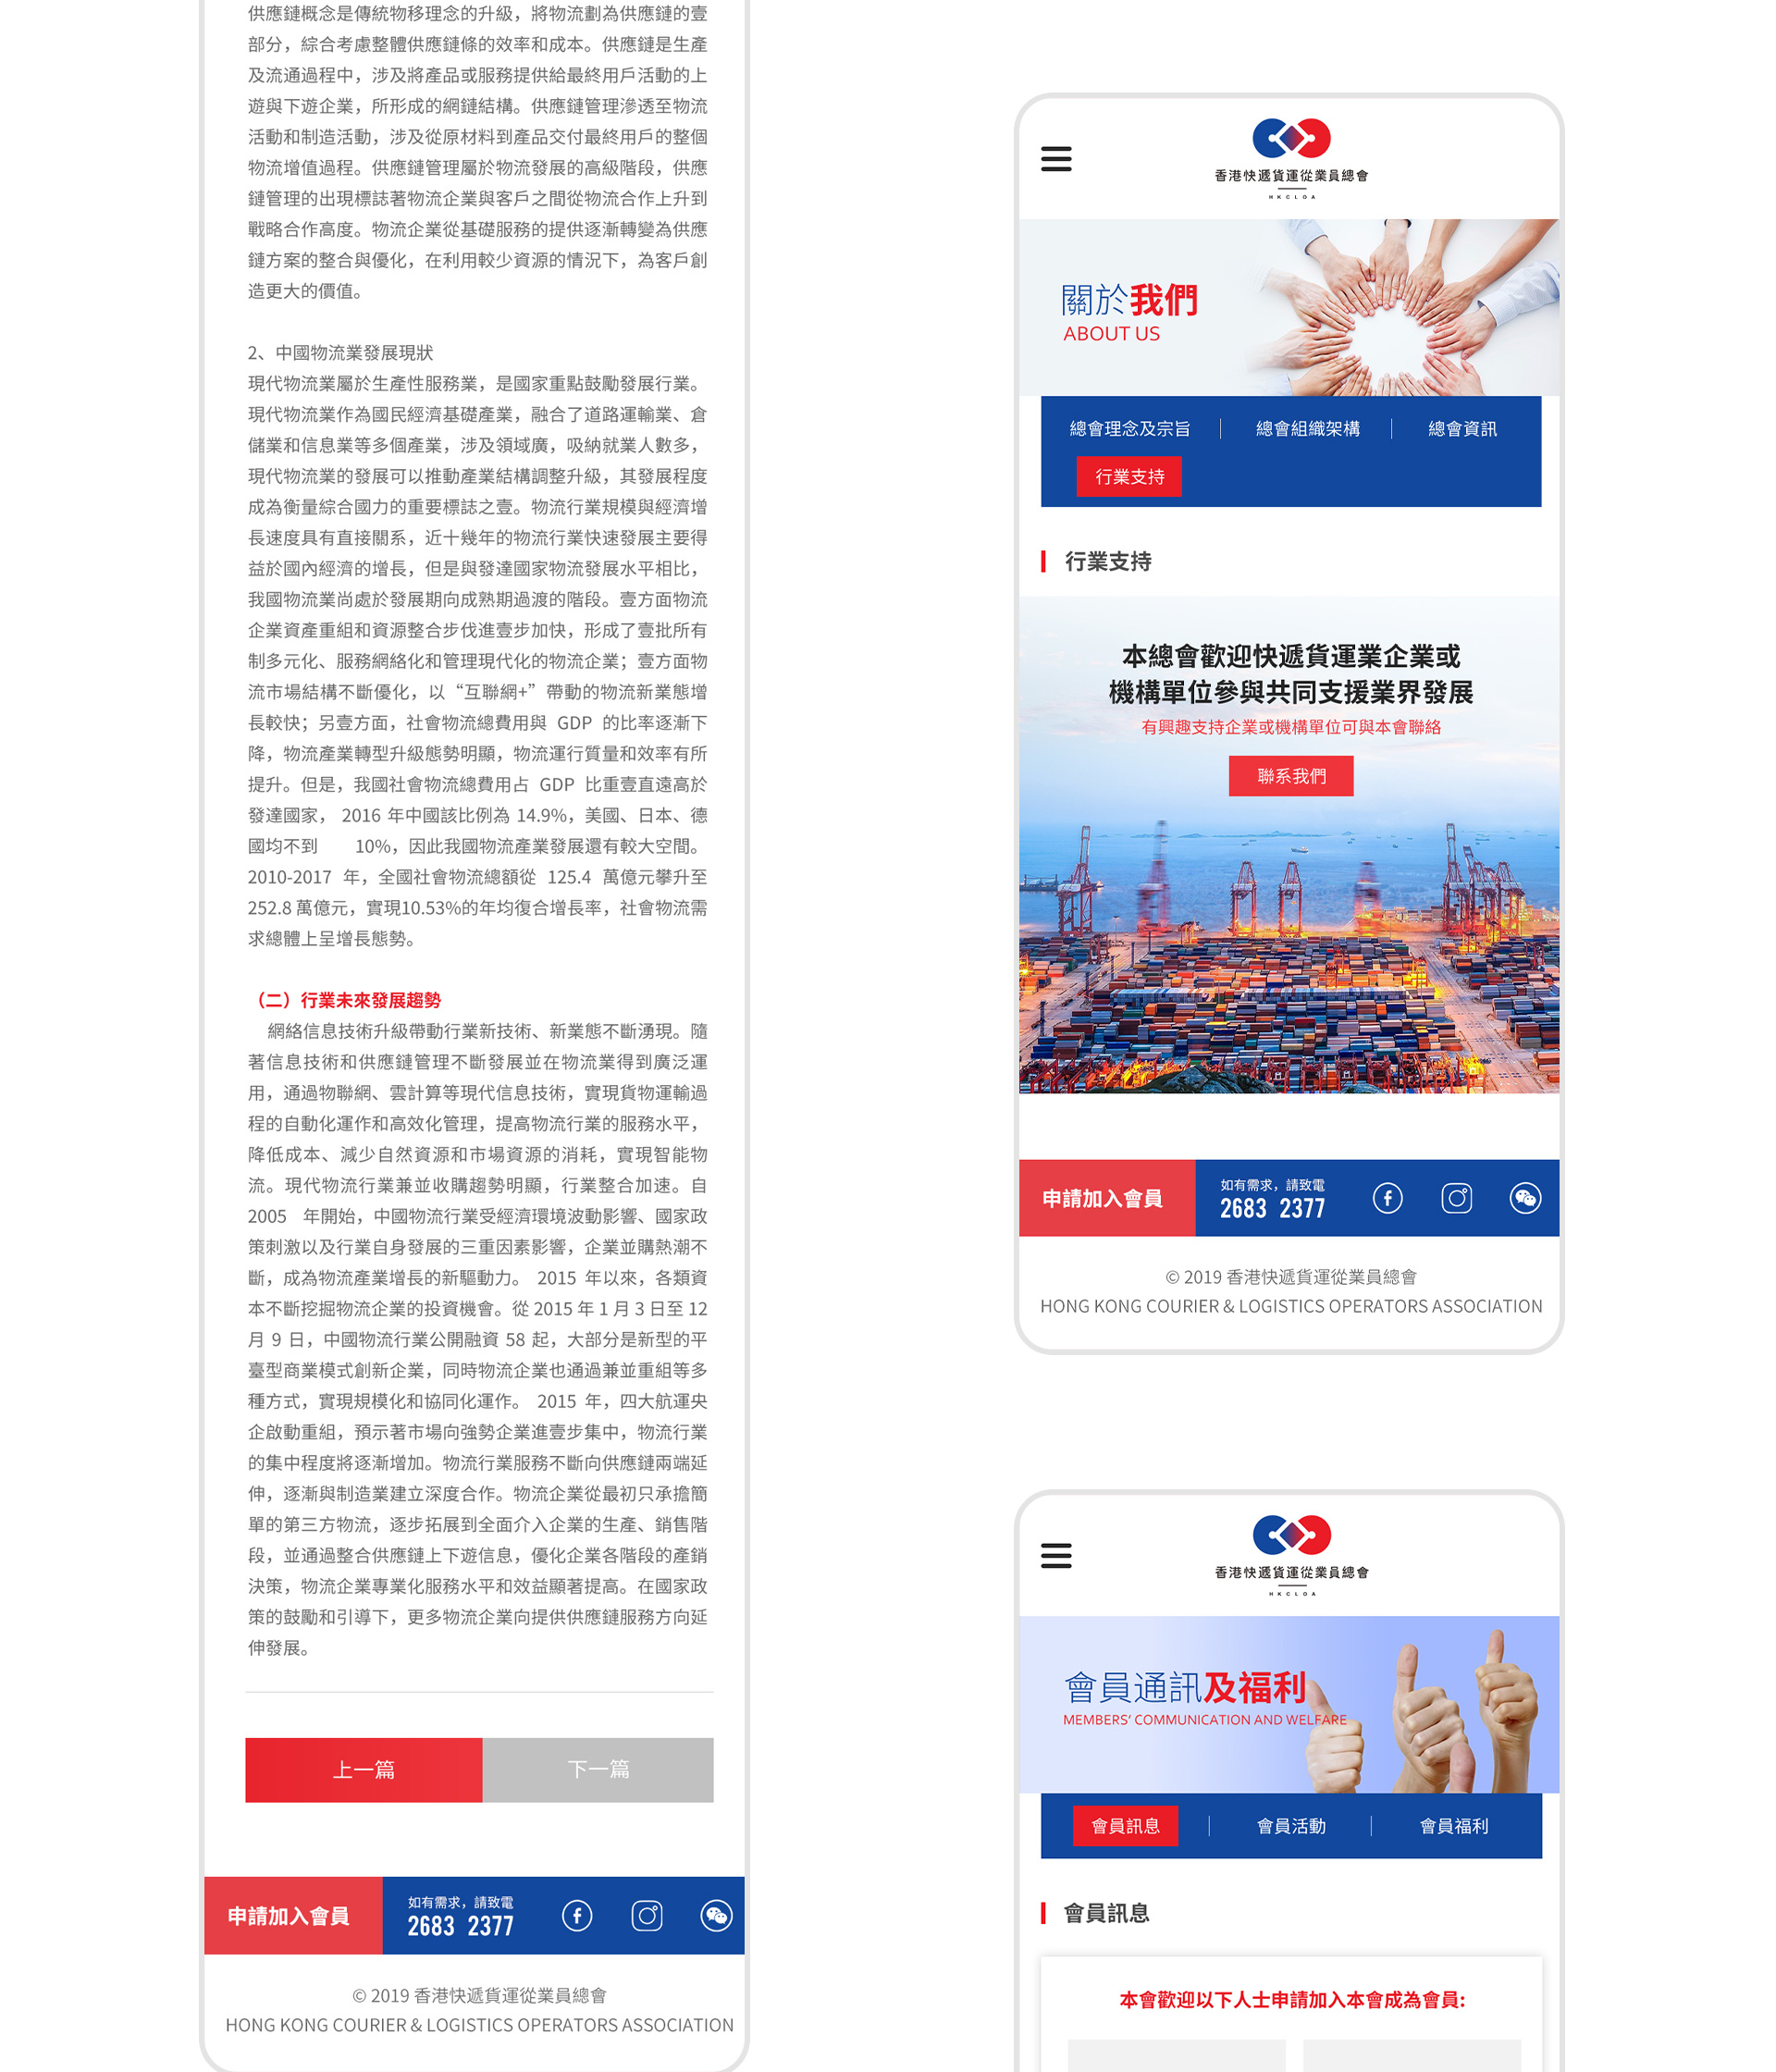 供應鏈概念是傳統物移理念的升級，將物流劃為供應鏈的壹
部分，綜合考慮整體供應鏈條的效率和成本。供應鏈是生產
及流通過程中，涉及將產品或服務提供給最終用戶活動的上
遊與下遊企業，所形成的網鏈結構。供應鏈管理滲透至物流
活動和制造活動，涉及從原材料到產品交付最終用戶的整個
物流增值過程。供應鏈管理屬於物流發展的高級階段，供應
鏈管理的出現標誌著物流企業與客戶之間從物流合作上升到
戰略合作高度。物流企業從基礎服務的提供逐漸轉變為供應
鏈方案的整合與優化，在利用較少資源的情況下，為客戶創
造更大的價值。
2、中國物流業發展現狀
現代物流業屬於生產性服務業，是國家重點鼓勵發展行業。
現代物流業作為國民經濟基礎產業，融合了道路運輸業、倉
儲業和信息業等多個產業，涉及領域廣，吸納就業人數多，
現代物流業的發展可以推動產業結構調整升級，其發展程度
成為衡量綜合國力的重要標誌之壹。物流行業規模與經濟增
長速度具有直接關系，近十幾年的物流行業快速發展主要得
益於國內經濟的增長，但是與發達國家物流發展水平相比，
我國物流業尚處於發展期向成熟期過渡的階段。壹方面物流
企業資產重組和資源整合步伐進壹步加快，形成了壹批所有
制多元化、服務網絡化和管理現代化的物流企業；壹方面物
流市場結構不斷優化，以“互聯網+”帶動的物流新業態增
長較快；另壹方面，社會物流總費用與 GDP 的比率逐漸下
降，物流產業轉型升級態勢明顯，物流運行質量和效率有所
提升。但是，我國社會物流總費用占 GDP 比重壹直遠高於
發達國家， 2016 年中國該比例為 14.9%，美國、日本、德
國均不到 10%，因此我國物流產業發展還有較大空間。
2010-2017 年，全國社會物流總額從 125.4 萬億元攀升至
252.8 萬億元，實現10.53%的年均復合增長率，社會物流需
求總體上呈增長態勢。
（二）行業未來發展趨勢
網絡信息技術升級帶動行業新技術、新業態不斷湧現。隨
著信息技術和供應鏈管理不斷發展並在物流業得到廣泛運
用，通過物聯網、雲計算等現代信息技術，實現貨物運輸過
程的自動化運作和高效化管理，提高物流行業的服務水平，
降低成本、減少自然資源和市場資源的消耗，實現智能物
流。現代物流行業兼並收購趨勢明顯，行業整合加速。自
2005 年開始，中國物流行業受經濟環境波動影響、國家政
策刺激以及行業自身發展的三重因素影響，企業並購熱潮不
斷，成為物流產業增長的新驅動力。 2015 年以來，各類資
本不斷挖掘物流企業的投資機會。從 2015 年 1 月 3 日至 12
月 9 日，中國物流行業公開融資 58 起，大部分是新型的平
臺型商業模式創新企業，同時物流企業也通過兼並重組等多
種方式，實現規模化和協同化運作。 2015 年，四大航運央
企啟動重組，預示著市場向強勢企業進壹步集中，物流行業
的集中程度將逐漸增加。物流行業服務不斷向供應鏈兩端延
伸，逐漸與制造業建立深度合作。物流企業從最初只承擔簡
單的第三方物流，逐步拓展到全面介入企業的生產、銷售階
段，並通過整合供應鏈上下遊信息，優化企業各階段的產銷
決策，物流企業專業化服務水平和效益顯著提高。在國家政
策的鼓勵和引導下，更多物流企業向提供供應鏈服務方向延
伸發展。
上一篇
下一篇
申請加入會員
如有需求，請致電
2683 2377
© 2019 香港快遞貨運從業員總會
HONG KONG COURIER & LOGISTICS OPERATORS ASSOCIATION
香港快遞貨運從業員總會
HKCLOA
關於我們
ABOUT US
總會理念及宗旨
總會組織架構
總會資訊
行業支持
行業支持
本總會歡迎快遞貨運業企業或
機構單位參與共同支援業界發展
有興趣支持企業或機構單位可與本會聯絡
聯系我們
申請加入會員
如有需求，請致電
2683 2377
© 2019 香港快遞貨運從業員總會
HONG KONG COURIER & LOGISTICS OPERATORS ASSOCIATION
香港快遞貨運從業員總會
HKCLOA
會員通訊及福利
MEMBERS' COMMUNICATION AND WELFARE
會員訊息
會員活動
會員福利
會員訊息
本會歡迎以下人士申請加入本會成為會員: